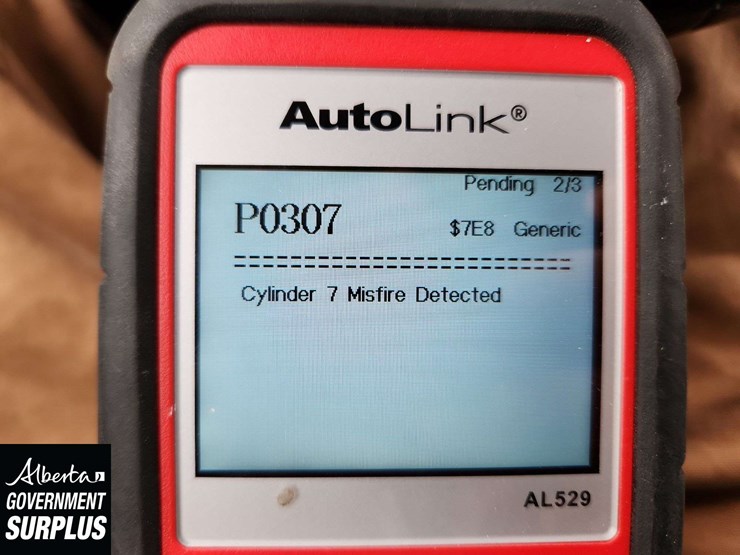 AutoLink®
Pending 2/3
P0307 $7E8 Generic
========================
Cylinder 7 Misfire Detected
AL529
Alberta
GOVERNMENT
SURPLUS